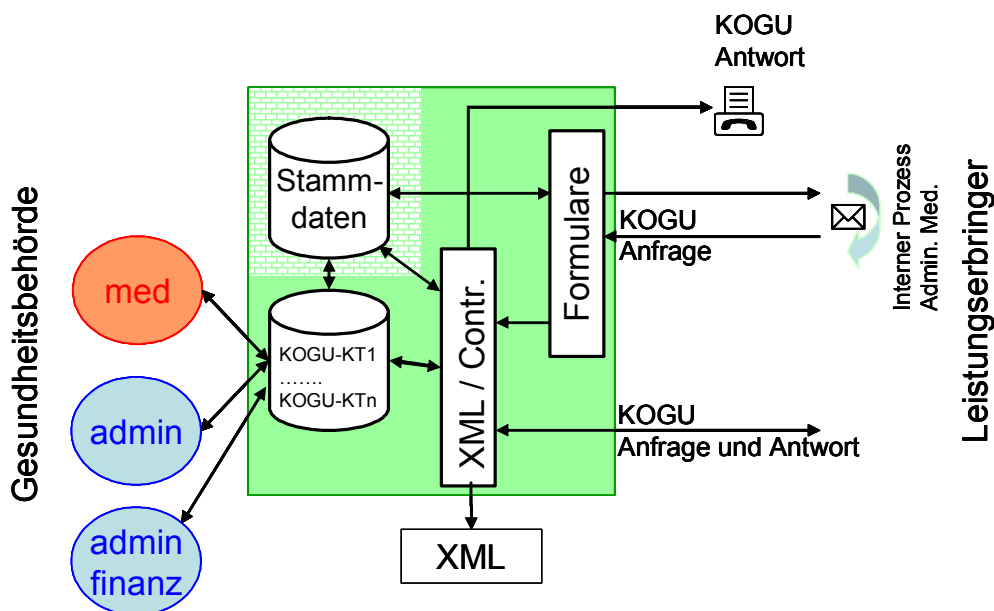 KOGU
Antwort
Gesundheitsbehörde
Stamm-
daten
Formulare
KOGU
Anfrage
Interner Prozess
Admin. Med.
Leistungserbringer
med
KOGU-KT1
.......
KOGU-KTn
XML / Contr.
admin
KOGU
Anfrage und Antwort
admin
finanz
XML